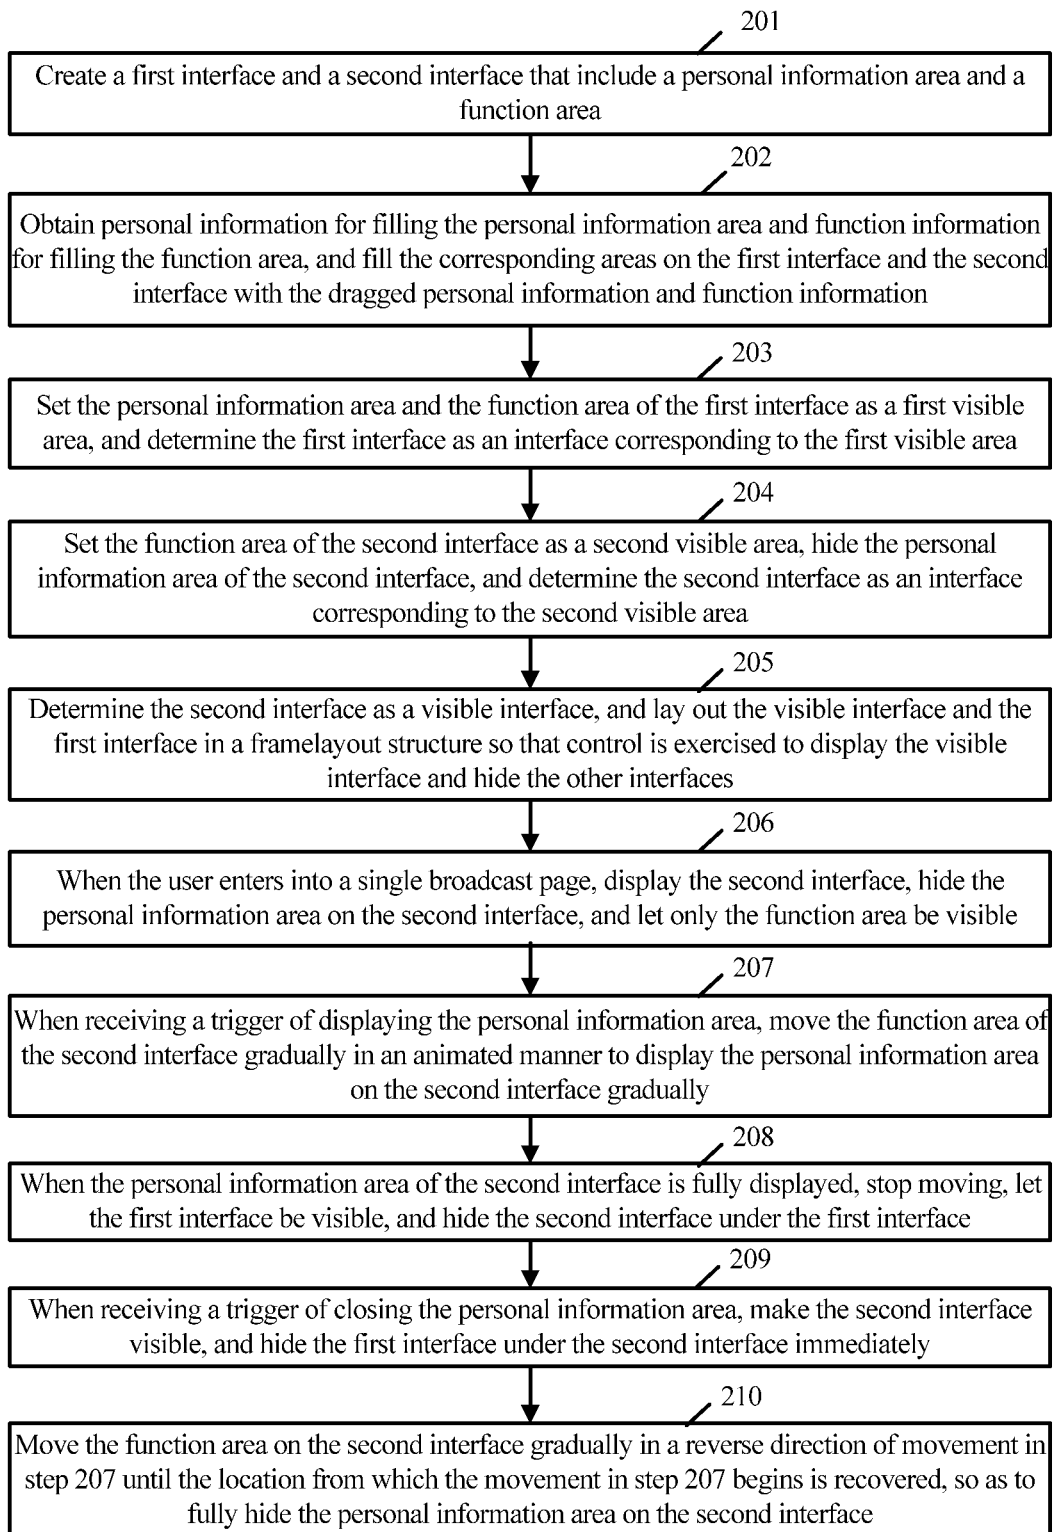 201
Create a first interface and a second interface that include a personal information area and a
function area
202
Obtain personal information for filling the personal information area and function information
for filling the function area, and fill the corresponding areas on the first interface and the second
interface with the dragged personal information and function information
203
Set the personal information area and the function area of the first interface as a first visible
area, and determine the first interface as an interface corresponding to the first visible area
204
Set the function area of the second interface as a second visible area, hide the personal
information area of the second interface, and determine the second interface as an interface
corresponding to the second visible area
205
Determine the second interface as a visible interface, and lay out the visible interface and the
first interface in a framelayout structure so that control is exercised to display the visible
interface and hide the other interfaces
206
When the user enters into a single broadcast page, display the second interface, hide the
personal information area on the second interface, and let only the function area be visible
207
When receiving a trigger of displaying the personal information area, move the function area of
the second interface gradually in an animated manner to display the personal information area
on the second interface gradually
208
When the personal information area of the second interface is fully displayed, stop moving, let
the first interface be visible, and hide the second interface under the first interface
209
When receiving a trigger of closing the personal information area, make the second interface
visible, and hide the first interface under the second interface immediately
210
Move the function area on the second interface gradually in a reverse direction of movement in
step 207 until the location from which the movement in step 207 begins is recovered, so as to
fully hide the personal information area on the second interface